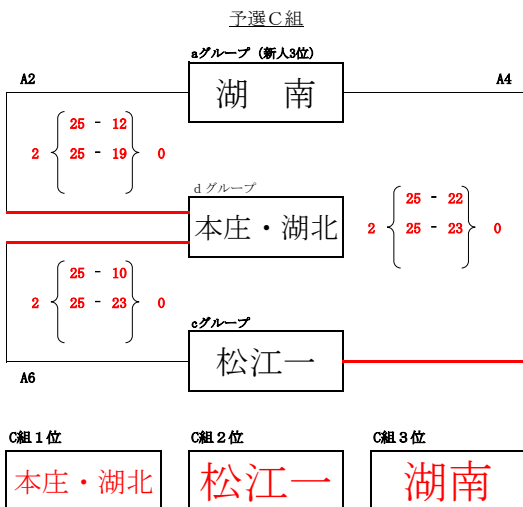 予選C組
aグループ（新人3位）
A2
A4
湖　南
25 - 12
2
25 - 19
0
dグループ
本庄・湖北
25 - 22
2
25 - 23
0
25 - 10
2
25 - 23
0
cグループ
松江一
A6
C組1位
C組2位
C組3位
本庄・湖北
松江一
湖南